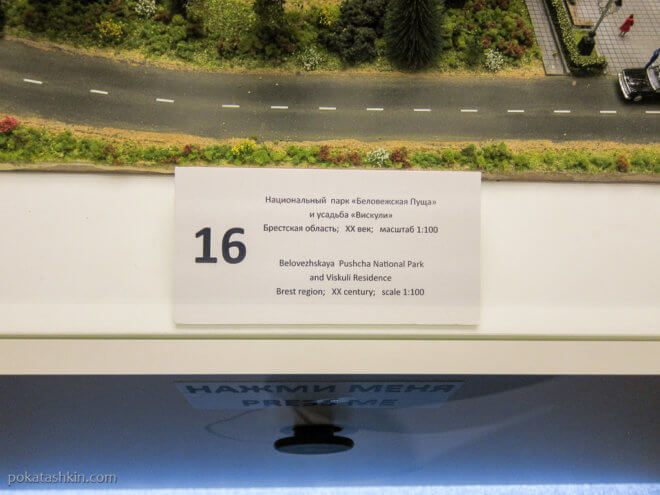 16
Национальный парк «Беловежская Пуща»
и усадьба «Вискули»
Брестская область; XX век; масштаб 1:100
Belovezhskaya Pushcha National Park
and Viskuli Residence
Brest region; XX century; scale 1:100
НАЖМИ МЕНЯ
PRESS ME
pokatashkin.com